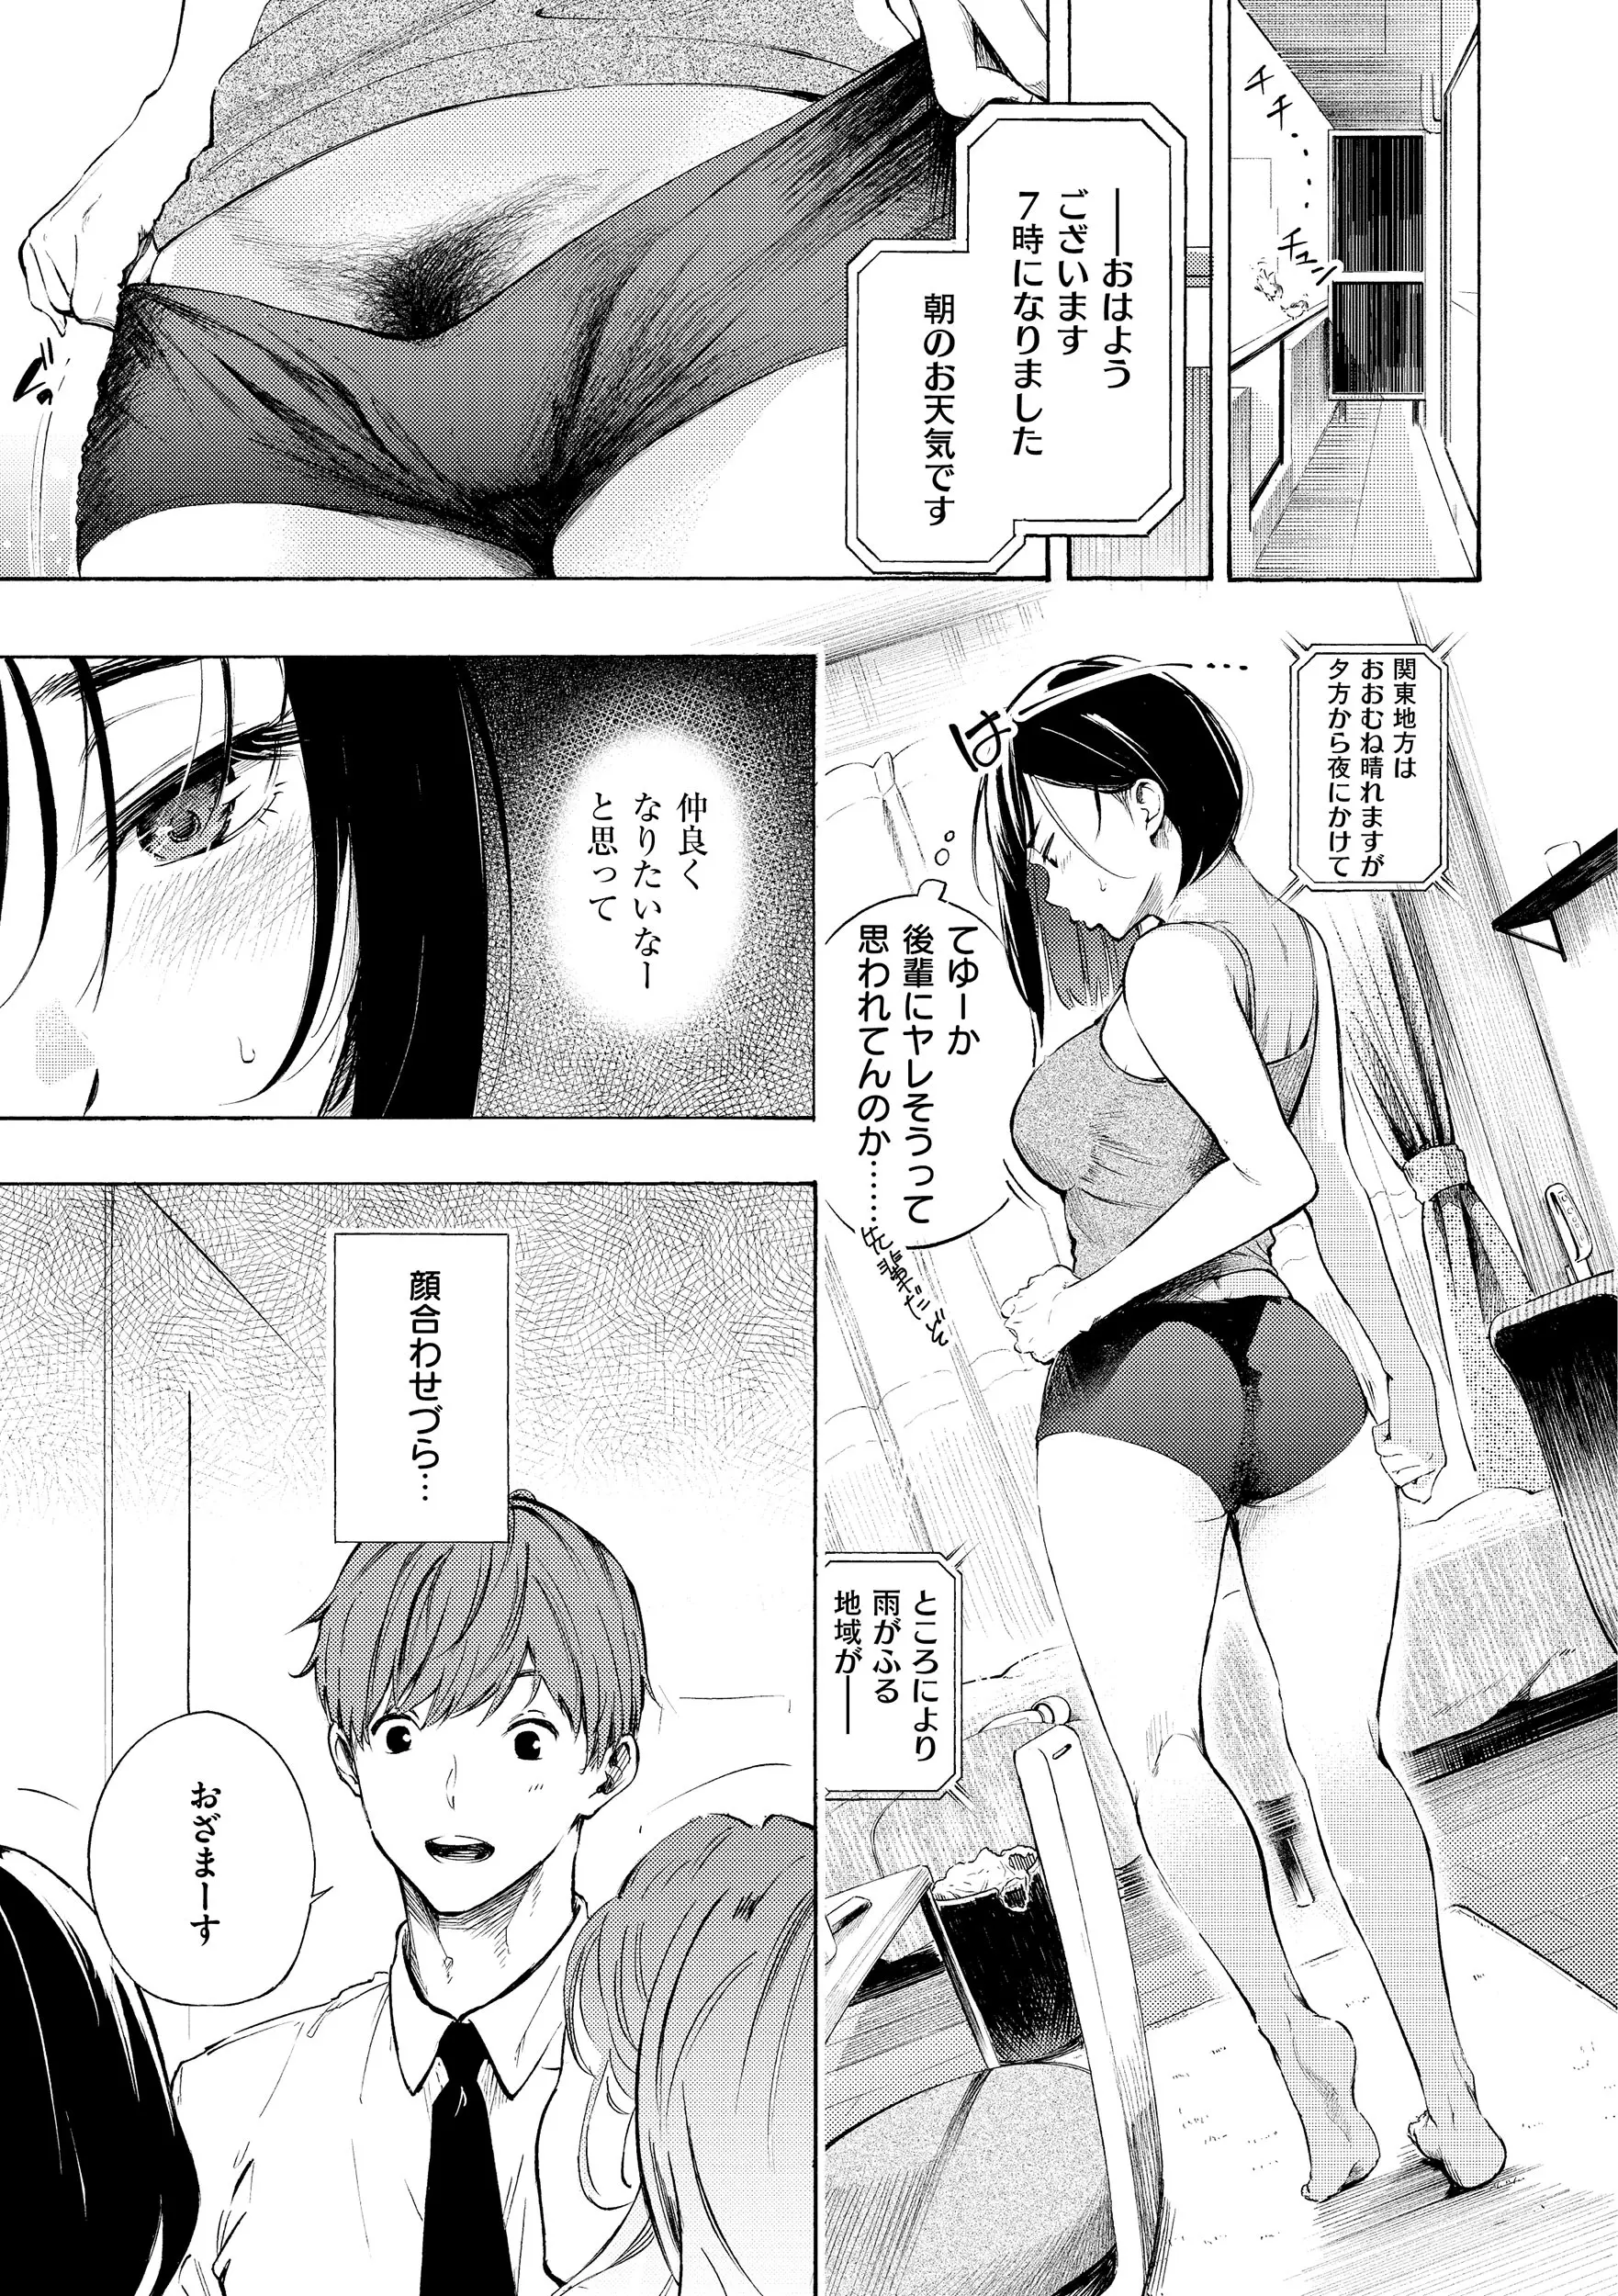 チチ・・・・
チュン
――おはよう
ございます
7時になりました
朝のお天気です
グッ
関東地方は
おおむね晴れますが
夕方から夜にかけて
は…
てゆーか
後輩にヤレそうって
思われてんのか……
先輩だぞ
ところにより
雨がふる
地域が――
仲良く
なりたいなー
と思って
顔合わせづら…
おざまーす